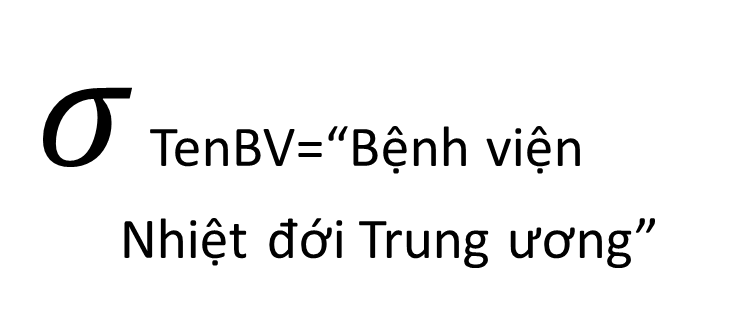 σ TenBV=“Bệnh viện
Nhiệt đới Trung ương”